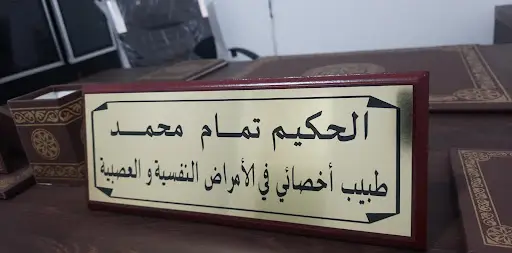 الحكيم تمام محمد
طبيب أخصائي في الأمراض النفسية و العصبية